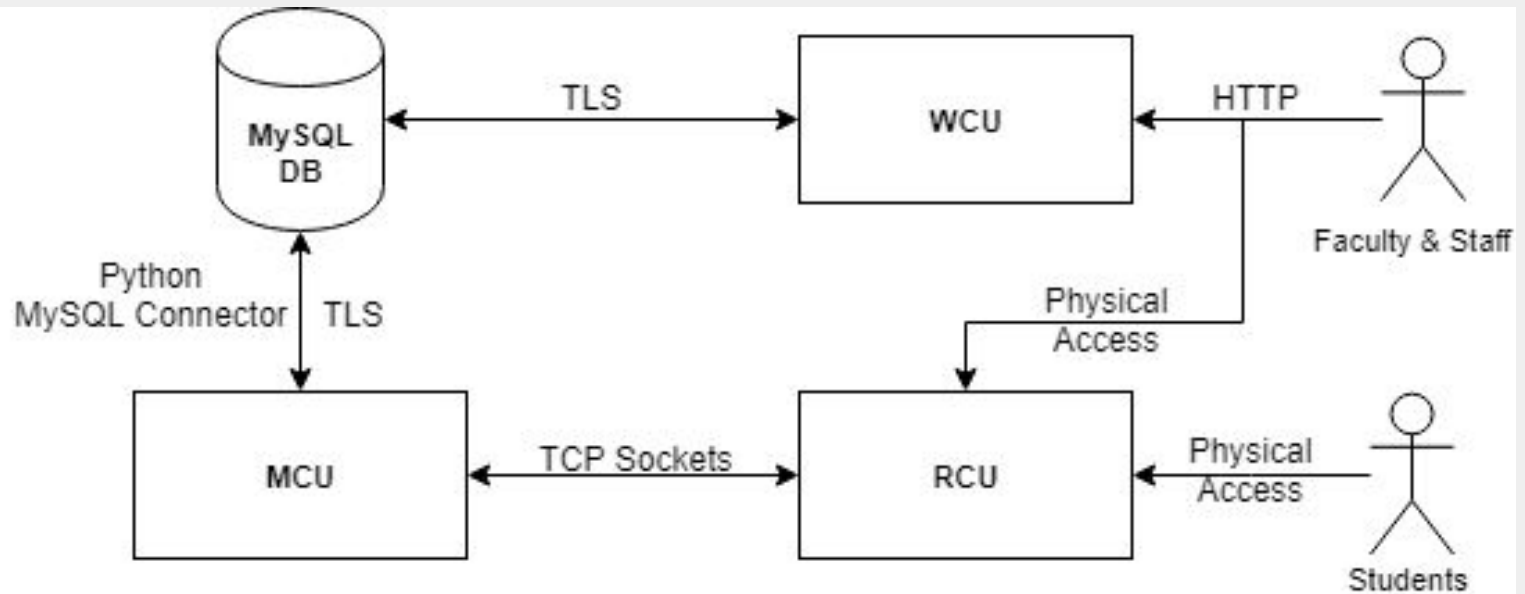 MySQL
DB
TLS
WCU
HTTP
Faculty & Staff
Python
MySQL Connector
TLS
Physical
Access
MCU
TCP Sockets
RCU
Physical
Access
Students